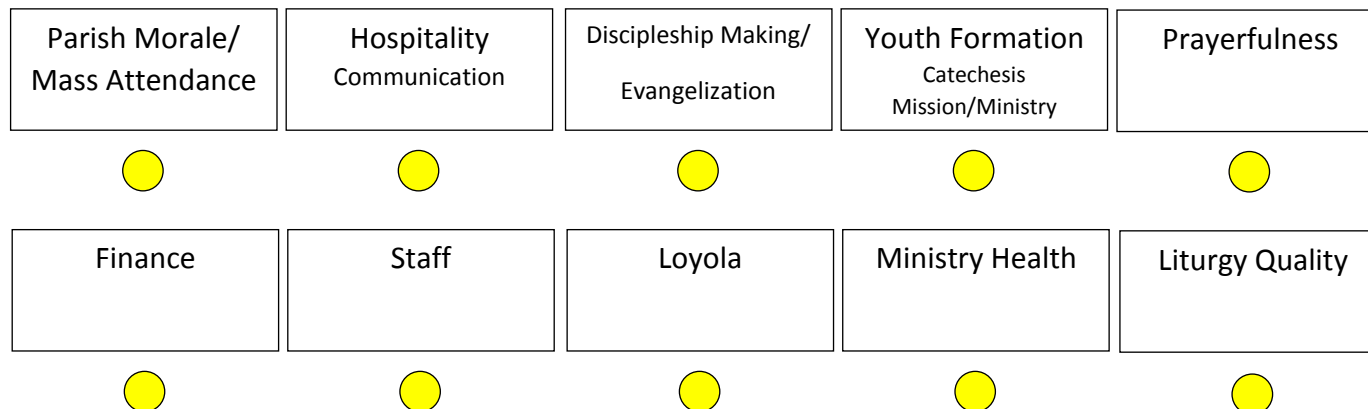 Parish Morale/
Mass Attendance
Hospitality
Communication
Discipleship Making/
Evangelization
Youth Formation
Catechesis
Mission/Ministry
Prayerfulness
Finance
Staff
Loyola
Ministry Health
Liturgy Quality